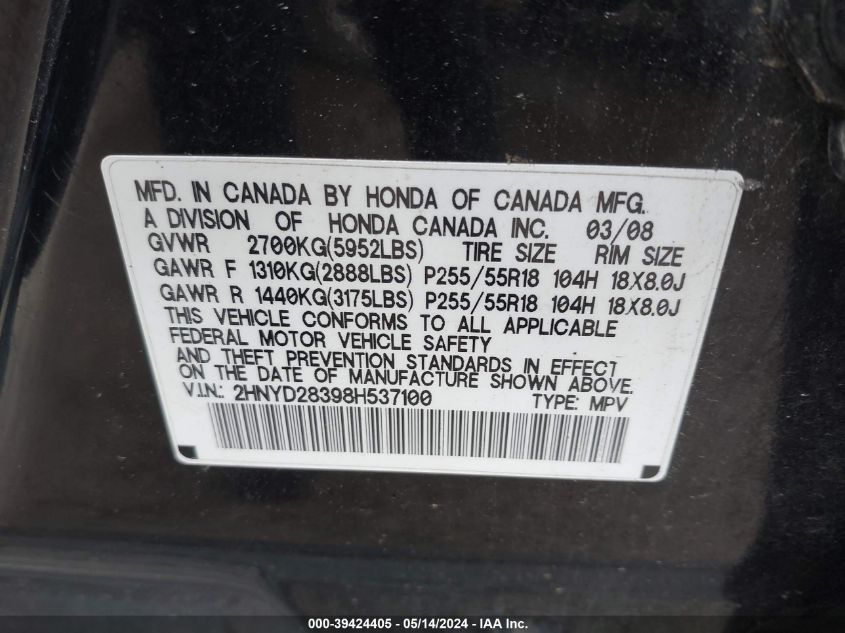 MFD. IN CANADA BY HONDA OF CANADA MFG.
A DIVISION OF HONDA CANADA INC. 03/08
GVWR 2700KG(5952LBS) TIRE SIZE RIM SIZE
GAWR F 1310KG(2888LBS) P255/55R18 104H 18X8.0J
GAWR R 1440KG(3175LBS) P255/55R18 104H 18X8.0J
THIS VEHICLE CONFORMS TO ALL APPLICABLE
FEDERAL MOTOR VEHICLE SAFETY
AND THEFT PREVENTION STANDARDS IN EFFECT
ON THE DATE OF MANUFACTURE SHOWN ABOVE.
V.I.N.: 2HNYD28398H537100 TYPE: MPV
000-39424405 - 05/14/2024 - IAA Inc.